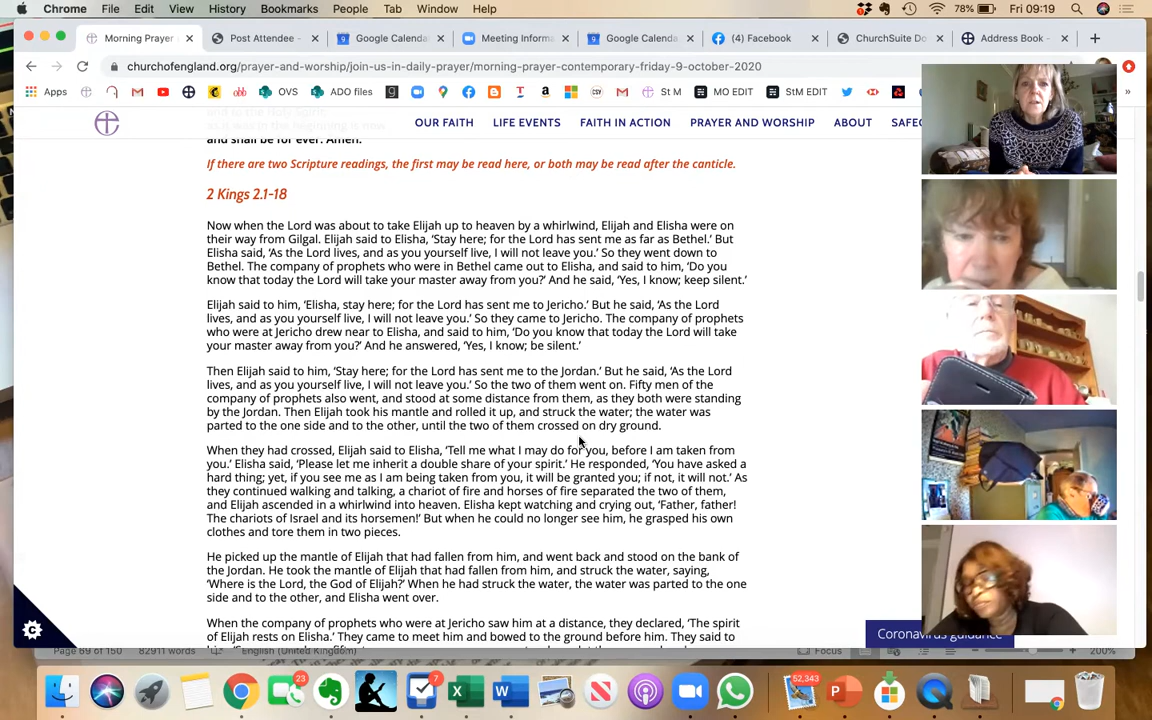 Chrome File Edit View History Bookmarks People Tab Window Help 78% Fri 09:19
Morning Prayer Post Attendee - Google Calenda Meeting Informa Google Calenda (4) Facebook ChurchSuite Do Address Book -
churchofengland.org/prayer-and-worship/join-us-in-daily-prayer/morning-prayer-contemporary-friday-9-october-2020
Apps OVS ADO files St M MO EDIT StM EDIT »
OUR FAITH LIFE EVENTS FAITH IN ACTION PRAYER AND WORSHIP ABOUT SAFEG
as it was in the beginning is now
and shall be for ever. Amen.
If there are two Scripture readings, the first may be read here, or both may be read after the canticle.
2 Kings 2.1-18
Now when the Lord was about to take Elijah up to heaven by a whirlwind, Elijah and Elisha were on
their way from Gilgal. Elijah said to Elisha, ‘Stay here; for the Lord has sent me as far as Bethel.’ But
Elisha said, ‘As the Lord lives, and as you yourself live, I will not leave you.’ So they went down to
Bethel. The company of prophets who were in Bethel came out to Elisha, and said to him, ‘Do you
know that today the Lord will take your master away from you?’ And he said, ‘Yes, I know; keep silent.’
Elijah said to him, ‘Elisha, stay here; for the Lord has sent me to Jericho.’ But he said, ‘As the Lord
lives, and as you yourself live, I will not leave you.’ So they came to Jericho. The company of prophets
who were at Jericho drew near to Elisha, and said to him, ‘Do you know that today the Lord will take
your master away from you?’ And he answered, ‘Yes, I know; be silent.’
Then Elijah said to him, ‘Stay here; for the Lord has sent me to the Jordan.’ But he said, ‘As the Lord
lives, and as you yourself live, I will not leave you.’ So the two of them went on. Fifty men of the
company of prophets also went, and stood at some distance from them, as they both were standing
by the Jordan. Then Elijah took his mantle and rolled it up, and struck the water; the water was
parted to the one side and to the other, until the two of them crossed on dry ground.
When they had crossed, Elijah said to Elisha, ‘Tell me what I may do for you, before I am taken from
you.’ Elisha said, ‘Please let me inherit a double share of your spirit.’ He responded, ‘You have asked a
hard thing; yet, if you see me as I am being taken from you, it will be granted you; if not, it will not.’ As
they continued walking and talking, a chariot of fire and horses of fire separated the two of them,
and Elijah ascended in a whirlwind into heaven. Elisha kept watching and crying out, ‘Father, father!
The chariots of Israel and its horsemen!’ But when he could no longer see him, he grasped his own
clothes and tore them in two pieces.
He picked up the mantle of Elijah that had fallen from him, and went back and stood on the bank of
the Jordan. He took the mantle of Elijah that had fallen from him, and struck the water, saying,
‘Where is the Lord, the God of Elijah?’ When he had struck the water, the water was parted to the one
side and to the other, and Elisha went over.
When the company of prophets who were at Jericho saw him at a distance, they declared, ‘The spirit
of Elijah rests on Elisha.’ They came to meet him and bowed to the ground before him. They said to
Coronavirus guidance
Page 69 of 150 82911 words English (United Kingdom) Focus 200%
23 7 52,343